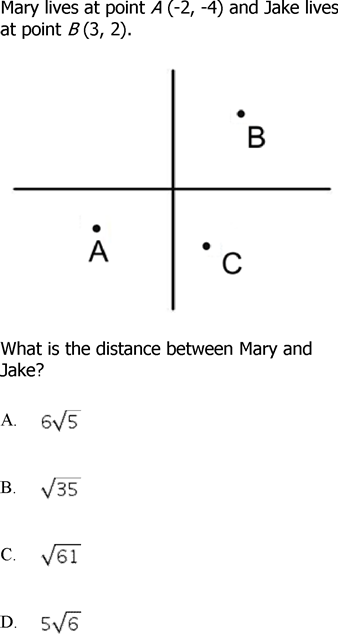 Mary lives at point A (-2, -4) and Jake lives
at point B (3, 2).
B
A
C
What is the distance between Mary and
Jake?
A. 6√5
B. √35
C. √61
D. 5√6